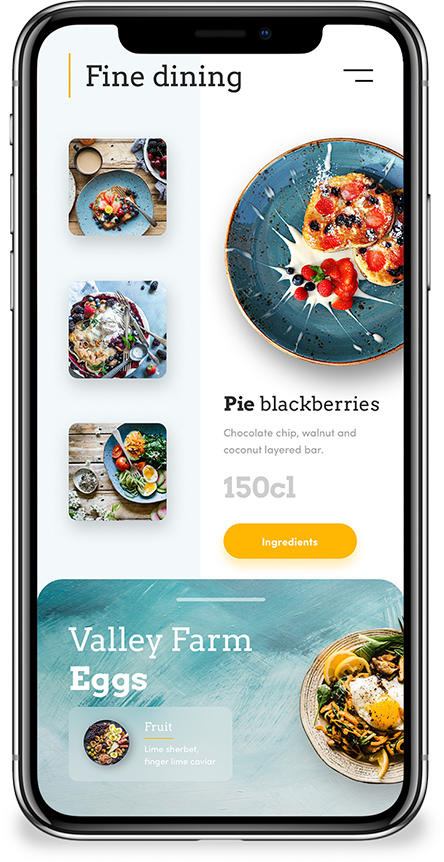 Fine dining
Pie blackberries
Chocolate chip, walnut and
coconut layered bar.
150cl
Ingredients
Valley Farm
Eggs
Fruit
Lime sherbet,
finger lime caviar